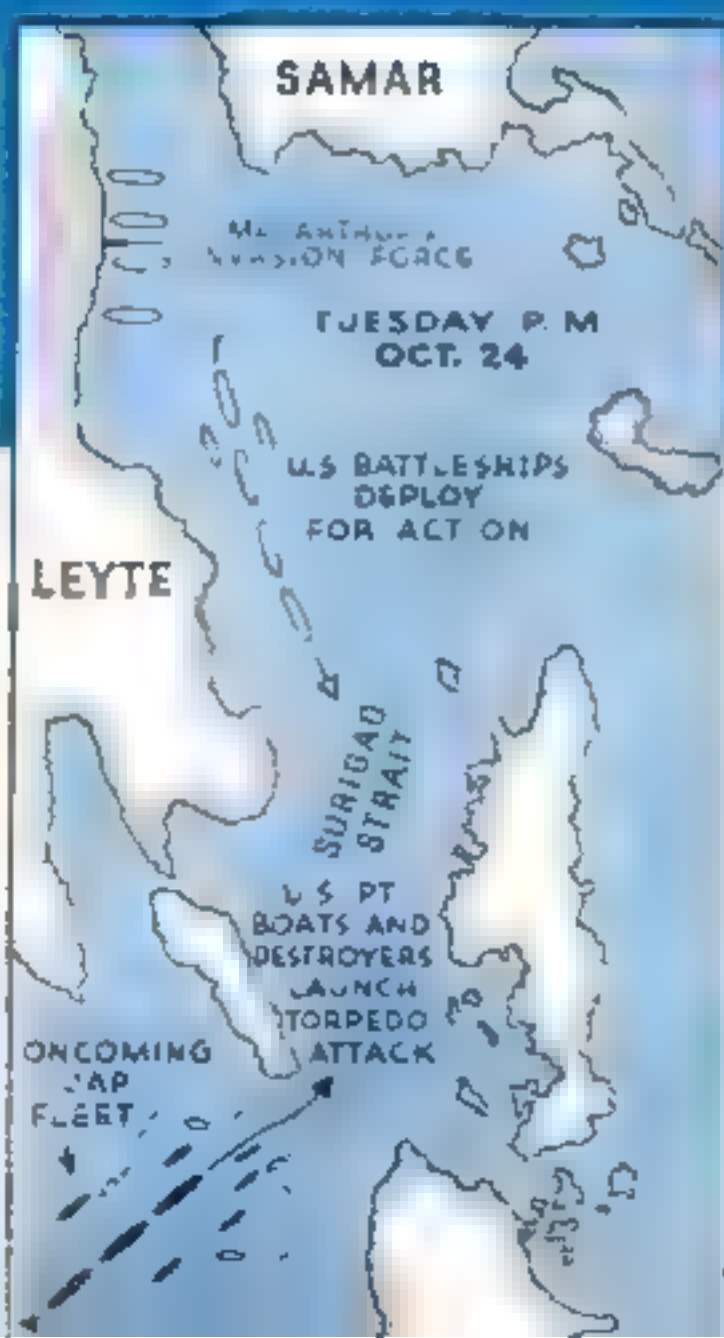 SAMAR
McARTHUR'S
INVASION FORCE
TUESDAY P.M
OCT. 24
U.S BATTLESHIPS
DEPLOY
FOR ACTION
LEYTE
SURIGAO
STRAIT
U S PT
BOATS AND
DESTROYERS
LAUNCH
TORPEDO
ATTACK
ONCOMING
JAP
FLEET